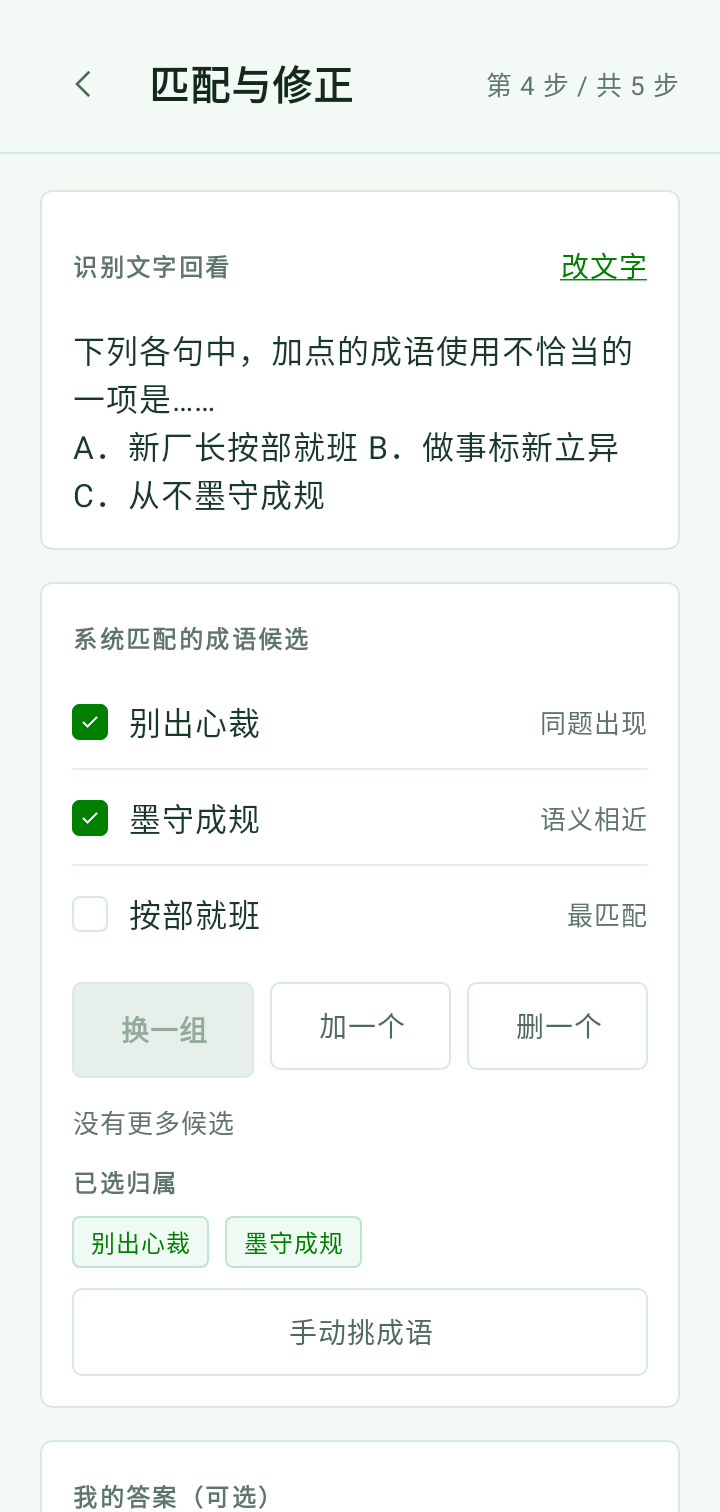 匹配与修正
第 4 步 / 共 5 步
识别文字回看
改文字
下列各句中，加点的成语使用不恰当的
一项是……
A．新厂长按部就班 B．做事标新立异
C．从不墨守成规
系统匹配的成语候选
别出心裁
同题出现
墨守成规
语义相近
按部就班
最匹配
换一组
加一个
删一个
没有更多候选
已选归属
别出心裁
墨守成规
手动挑成语
我的答案（可选）